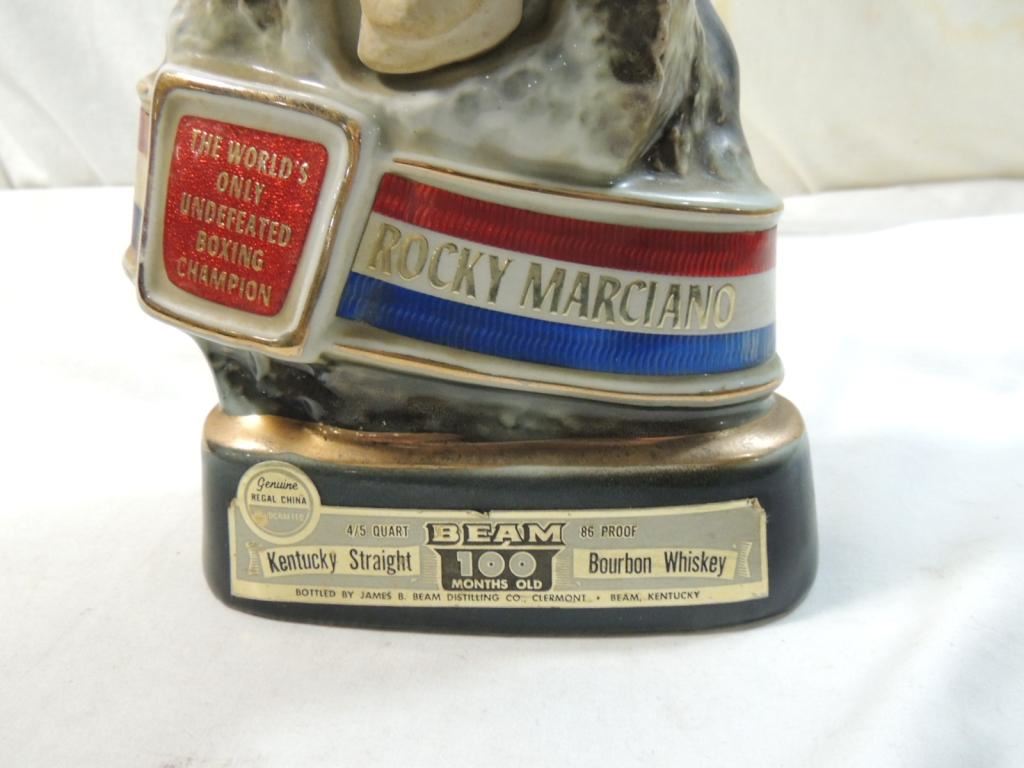 THE WORLD'S
ONLY
UNDEFEATED
BOXING
CHAMPION
ROCKY MARCIANO
Genuine
REGAL CHINA
4/5 QUART BEAM 86 PROOF
Kentucky Straight 100 Bourbon Whiskey
MONTHS OLD
BOTTLED BY JAMES B. BEAM DISTILLING CO., CLERMONT • BEAM, KENTUCKY